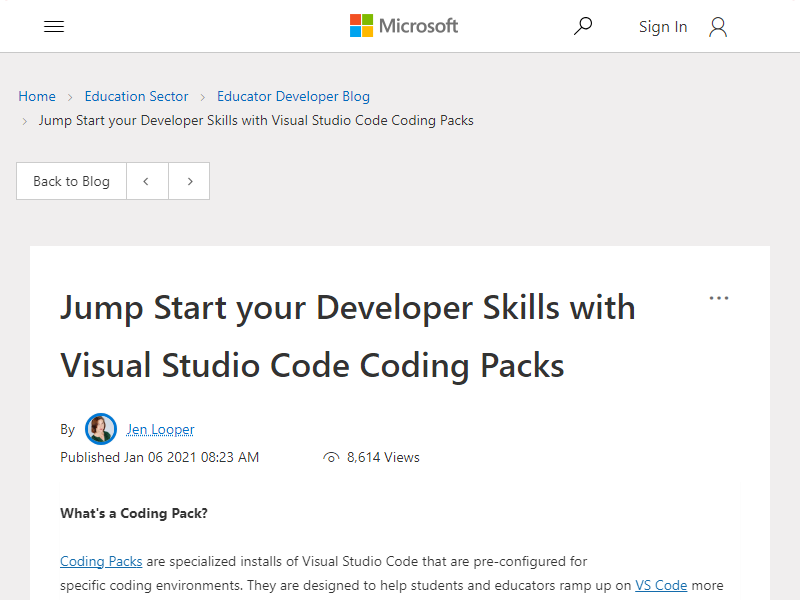 Microsoft
Sign In
Home > Education Sector > Educator Developer Blog
> Jump Start your Developer Skills with Visual Studio Code Coding Packs
Back to Blog < >
Jump Start your Developer Skills with
Visual Studio Code Coding Packs
By Jen Looper
Published Jan 06 2021 08:23 AM 8,614 Views
What's a Coding Pack?
Coding Packs are specialized installs of Visual Studio Code that are pre-configured for
specific coding environments. They are designed to help students and educators ramp up on VS Code more